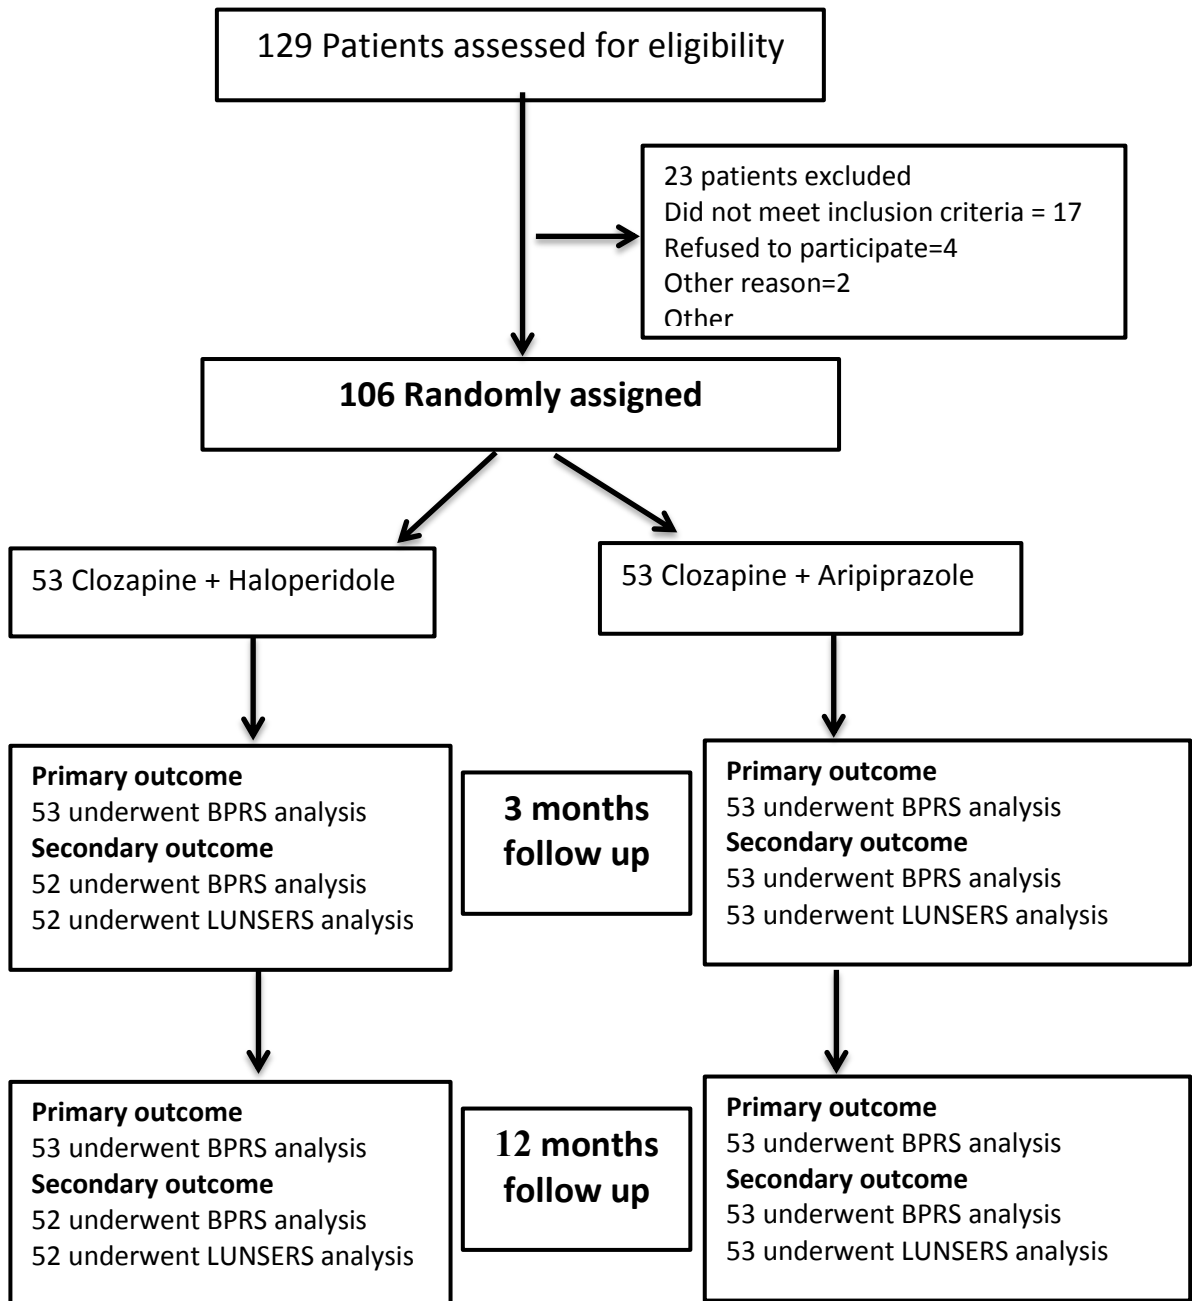 129 Patients assessed for eligibility
23 patients excluded
Did not meet inclusion criteria = 17
Refused to participate=4
Other reason=2
Other
106 Randomly assigned
53 Clozapine + Haloperidole
53 Clozapine + Aripiprazole
Primary outcome
53 underwent BPRS analysis
Secondary outcome
52 underwent BPRS analysis
52 underwent LUNSERS analysis
3 months
follow up
Primary outcome
53 underwent BPRS analysis
Secondary outcome
53 underwent BPRS analysis
53 underwent LUNSERS analysis
Primary outcome
53 underwent BPRS analysis
Secondary outcome
52 underwent BPRS analysis
52 underwent LUNSERS analysis
12 months
follow up
Primary outcome
53 underwent BPRS analysis
Secondary outcome
53 underwent BPRS analysis
53 underwent LUNSERS analysis